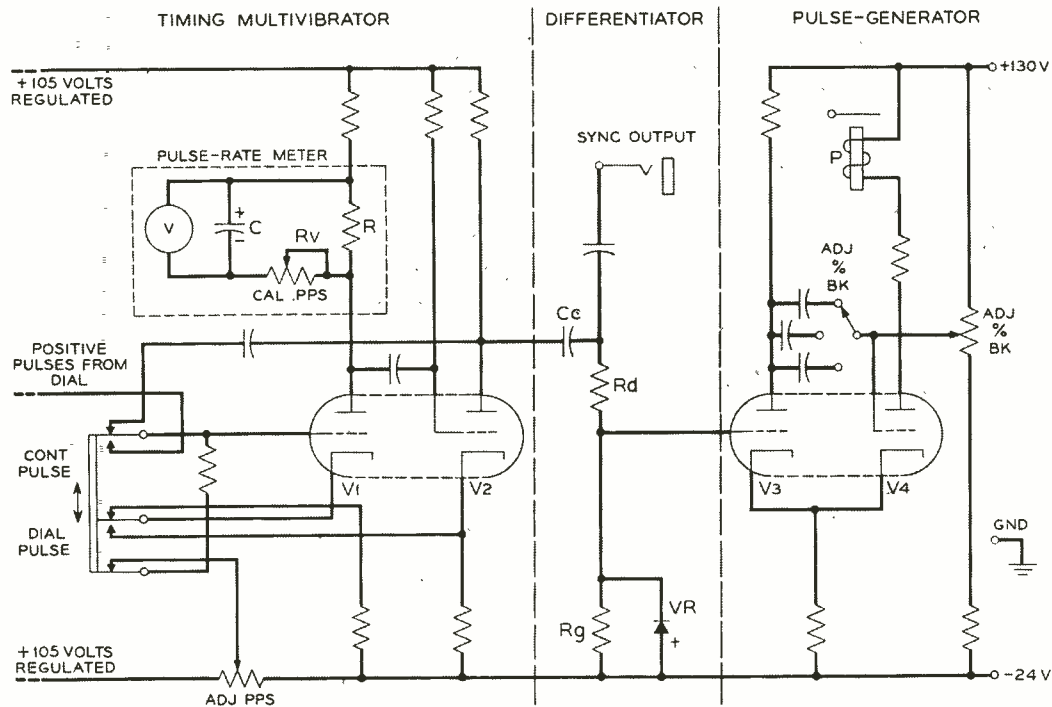 TIMING MULTIVIBRATOR
DIFFERENTIATOR
PULSE-GENERATOR
+105 VOLTS
REGULATED
+130 V
PULSE-RATE METER
V
+
C
−
R
Rv
CAL .PPS
SYNC OUTPUT
P
ADJ
%
BK
ADJ
%
BK
Cc
Rd
POSITIVE
PULSES FROM
DIAL
CONT
PULSE
DIAL
PULSE
V1
V2
V3
V4
GND
Rg
VR
+
+105 VOLTS
REGULATED
ADJ PPS
−24 V